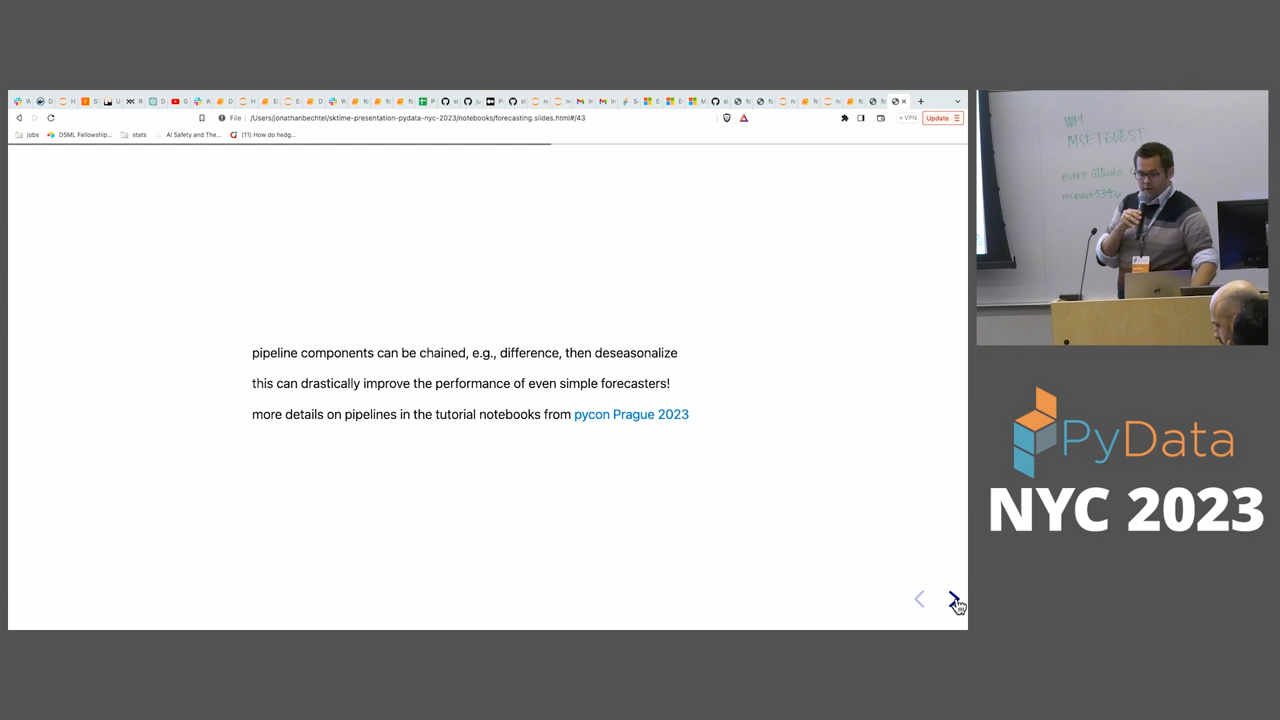 File
/Users/jonathanbechtel/sktime-presentation-pydata-nyc-2023/notebooks/forecasting.slides.html#/43
VPN
Update
jobs
DSML Fellowship...
stats
AI Safety and The...
(11) How do hedg...
pipeline components can be chained, e.g., difference, then deseasonalize
this can drastically improve the performance of even simple forecasters!
more details on pipelines in the tutorial notebooks from pycon Prague 2023
MSFTGUEST
PyData
NYC 2023